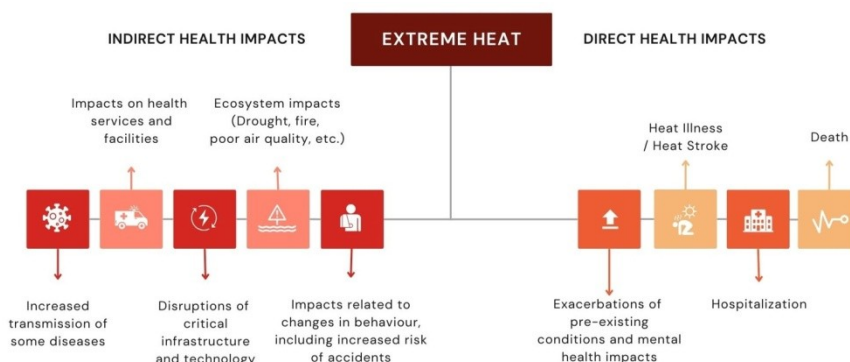 INDIRECT HEALTH IMPACTS
EXTREME HEAT
DIRECT HEALTH IMPACTS
Impacts on health
services and
facilities
Ecosystem impacts
(Drought, fire,
poor air quality, etc.)
Heat Illness
/ Heat Stroke
Death
Increased
transmission of
some diseases
Disruptions of
critical
infrastructure
and technology
Impacts related to
changes in behaviour,
including increased risk
of accidents
Exacerbations of
pre-existing
conditions and mental
health impacts
Hospitalization